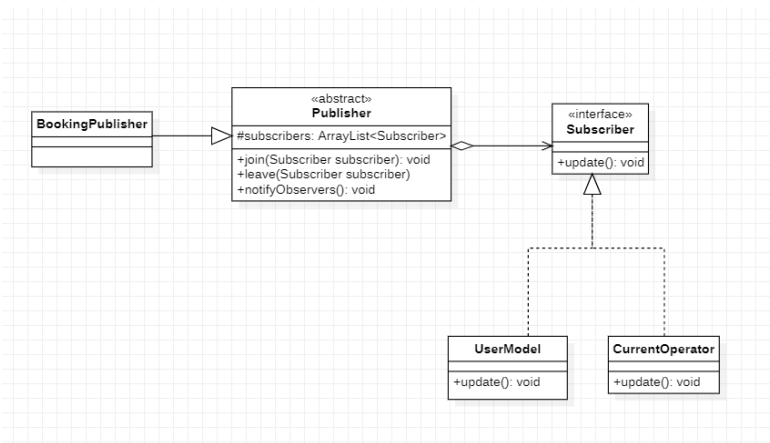 BookingPublisher
«abstract»
Publisher
#subscribers: ArrayList<Subscriber>
+join(Subscriber subscriber): void
+leave(Subscriber subscriber)
+notifyObservers(): void
«interface»
Subscriber
+update(): void
UserModel
+update(): void
CurrentOperator
+update(): void